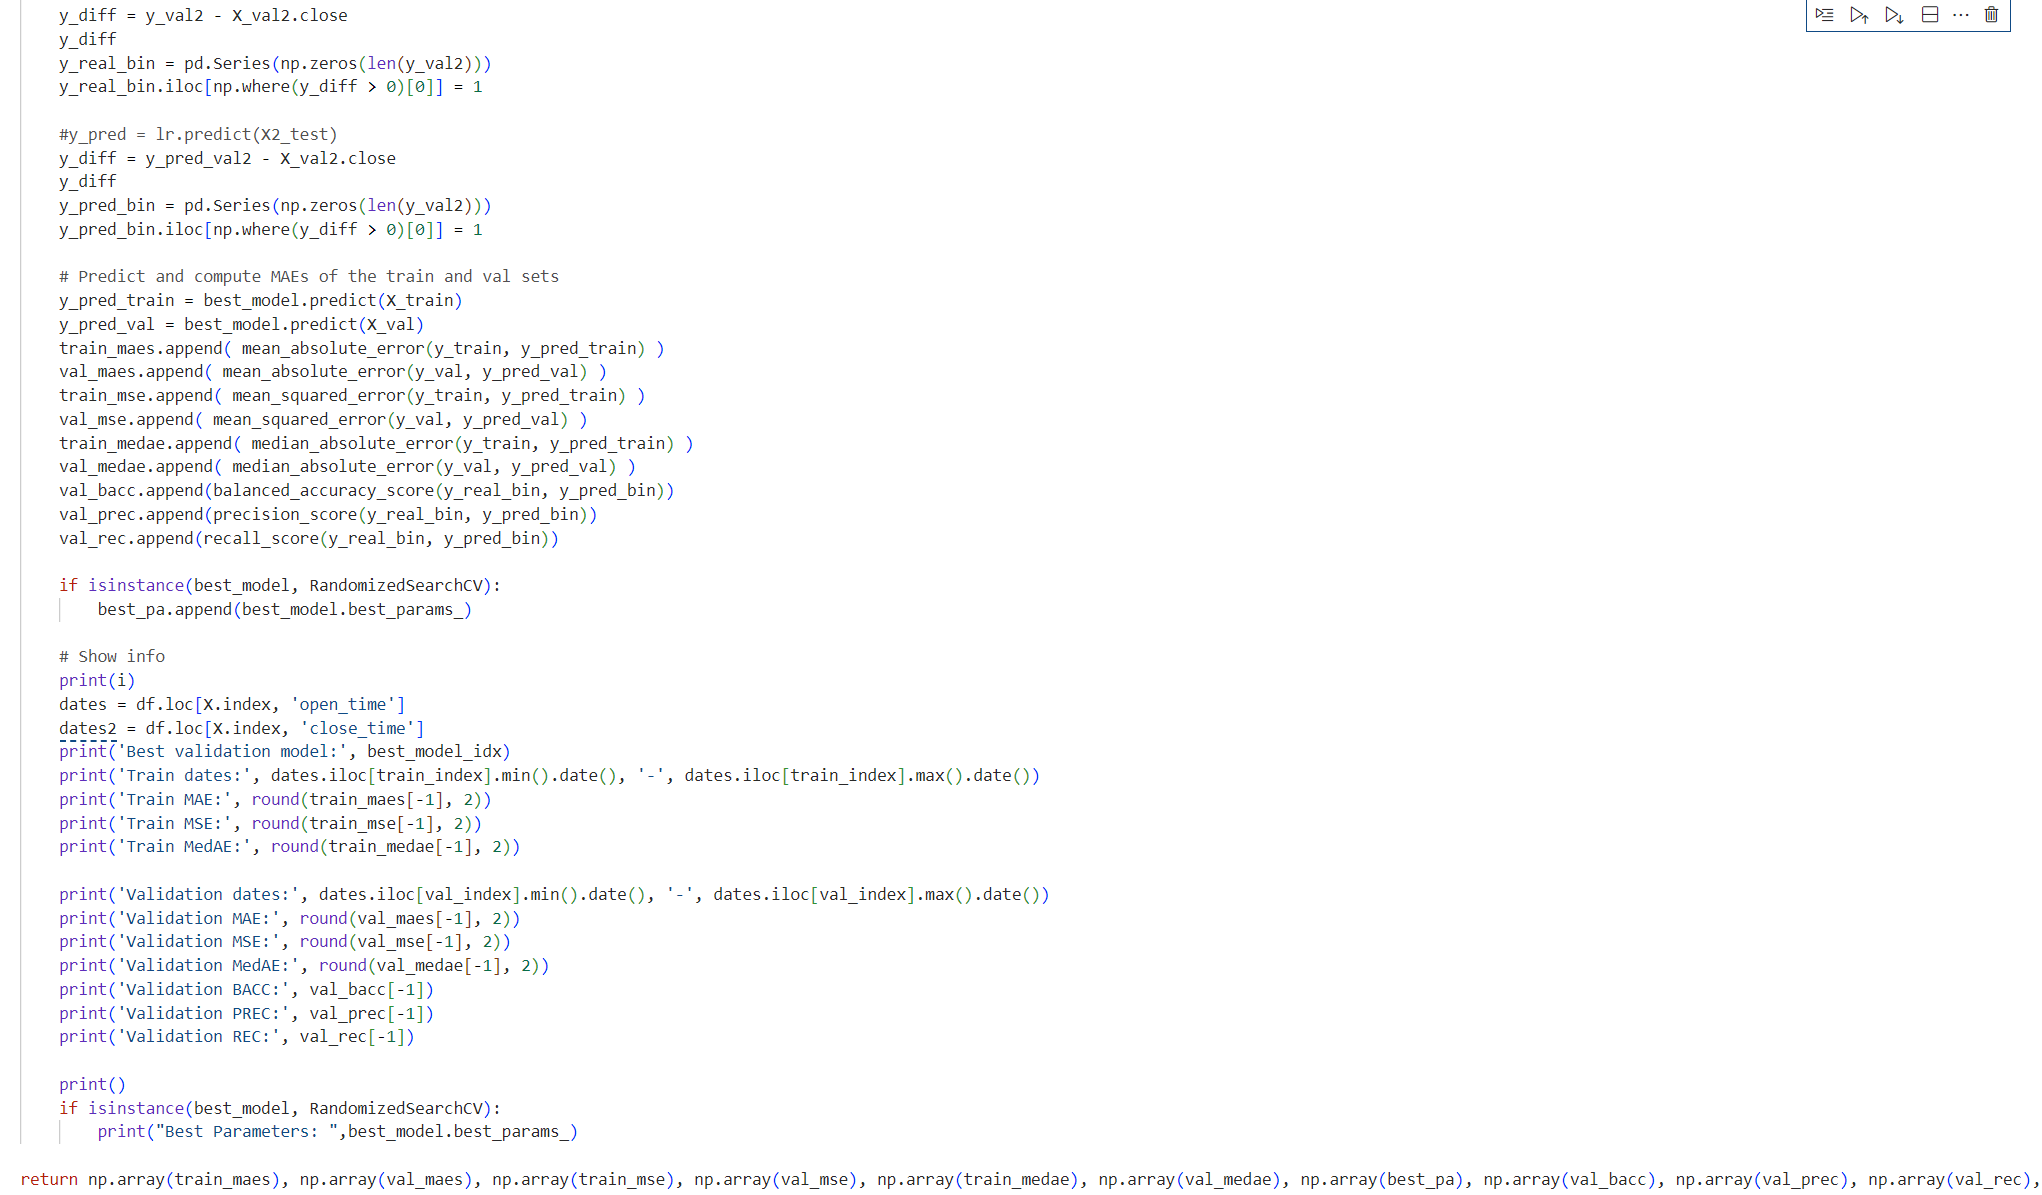 y_diff = y_val2 - X_val2.close
y_diff
y_real_bin = pd.Series(np.zeros(len(y_val2)))
y_real_bin.iloc[np.where(y_diff > 0)[0]] = 1
#y_pred = lr.predict(X2_test)
y_diff = y_pred_val2 - X_val2.close
y_diff
y_pred_bin = pd.Series(np.zeros(len(y_val2)))
y_pred_bin.iloc[np.where(y_diff > 0)[0]] = 1
# Predict and compute MAEs of the train and val sets
y_pred_train = best_model.predict(X_train)
y_pred_val = best_model.predict(X_val)
train_maes.append( mean_absolute_error(y_train, y_pred_train) )
val_maes.append( mean_absolute_error(y_val, y_pred_val) )
train_mse.append( mean_squared_error(y_train, y_pred_train) )
val_mse.append( mean_squared_error(y_val, y_pred_val) )
train_medae.append( median_absolute_error(y_train, y_pred_train) )
val_medae.append( median_absolute_error(y_val, y_pred_val) )
val_bacc.append(balanced_accuracy_score(y_real_bin, y_pred_bin))
val_prec.append(precision_score(y_real_bin, y_pred_bin))
val_rec.append(recall_score(y_real_bin, y_pred_bin))
if isinstance(best_model, RandomizedSearchCV):
    best_pa.append(best_model.best_params_)
# Show info
print(i)
dates = df.loc[X.index, 'open_time']
dates2 = df.loc[X.index, 'close_time']
print('Best validation model:', best_model_idx)
print('Train dates:', dates.iloc[train_index].min().date(), '-', dates.iloc[train_index].max().date())
print('Train MAE:', round(train_maes[-1], 2))
print('Train MSE:', round(train_mse[-1], 2))
print('Train MedAE:', round(train_medae[-1], 2))
print('Validation dates:', dates.iloc[val_index].min().date(), '-', dates.iloc[val_index].max().date())
print('Validation MAE:', round(val_maes[-1], 2))
print('Validation MSE:', round(val_mse[-1], 2))
print('Validation MedAE:', round(val_medae[-1], 2))
print('Validation BACC:', val_bacc[-1])
print('Validation PREC:', val_prec[-1])
print('Validation REC:', val_rec[-1])
print()
if isinstance(best_model, RandomizedSearchCV):
    print("Best Parameters: ",best_model.best_params_)
return np.array(train_maes), np.array(val_maes), np.array(train_mse), np.array(val_mse), np.array(train_medae), np.array(val_medae), np.array(best_pa), np.array(val_bacc), np.array(val_prec), np.array(val_rec),